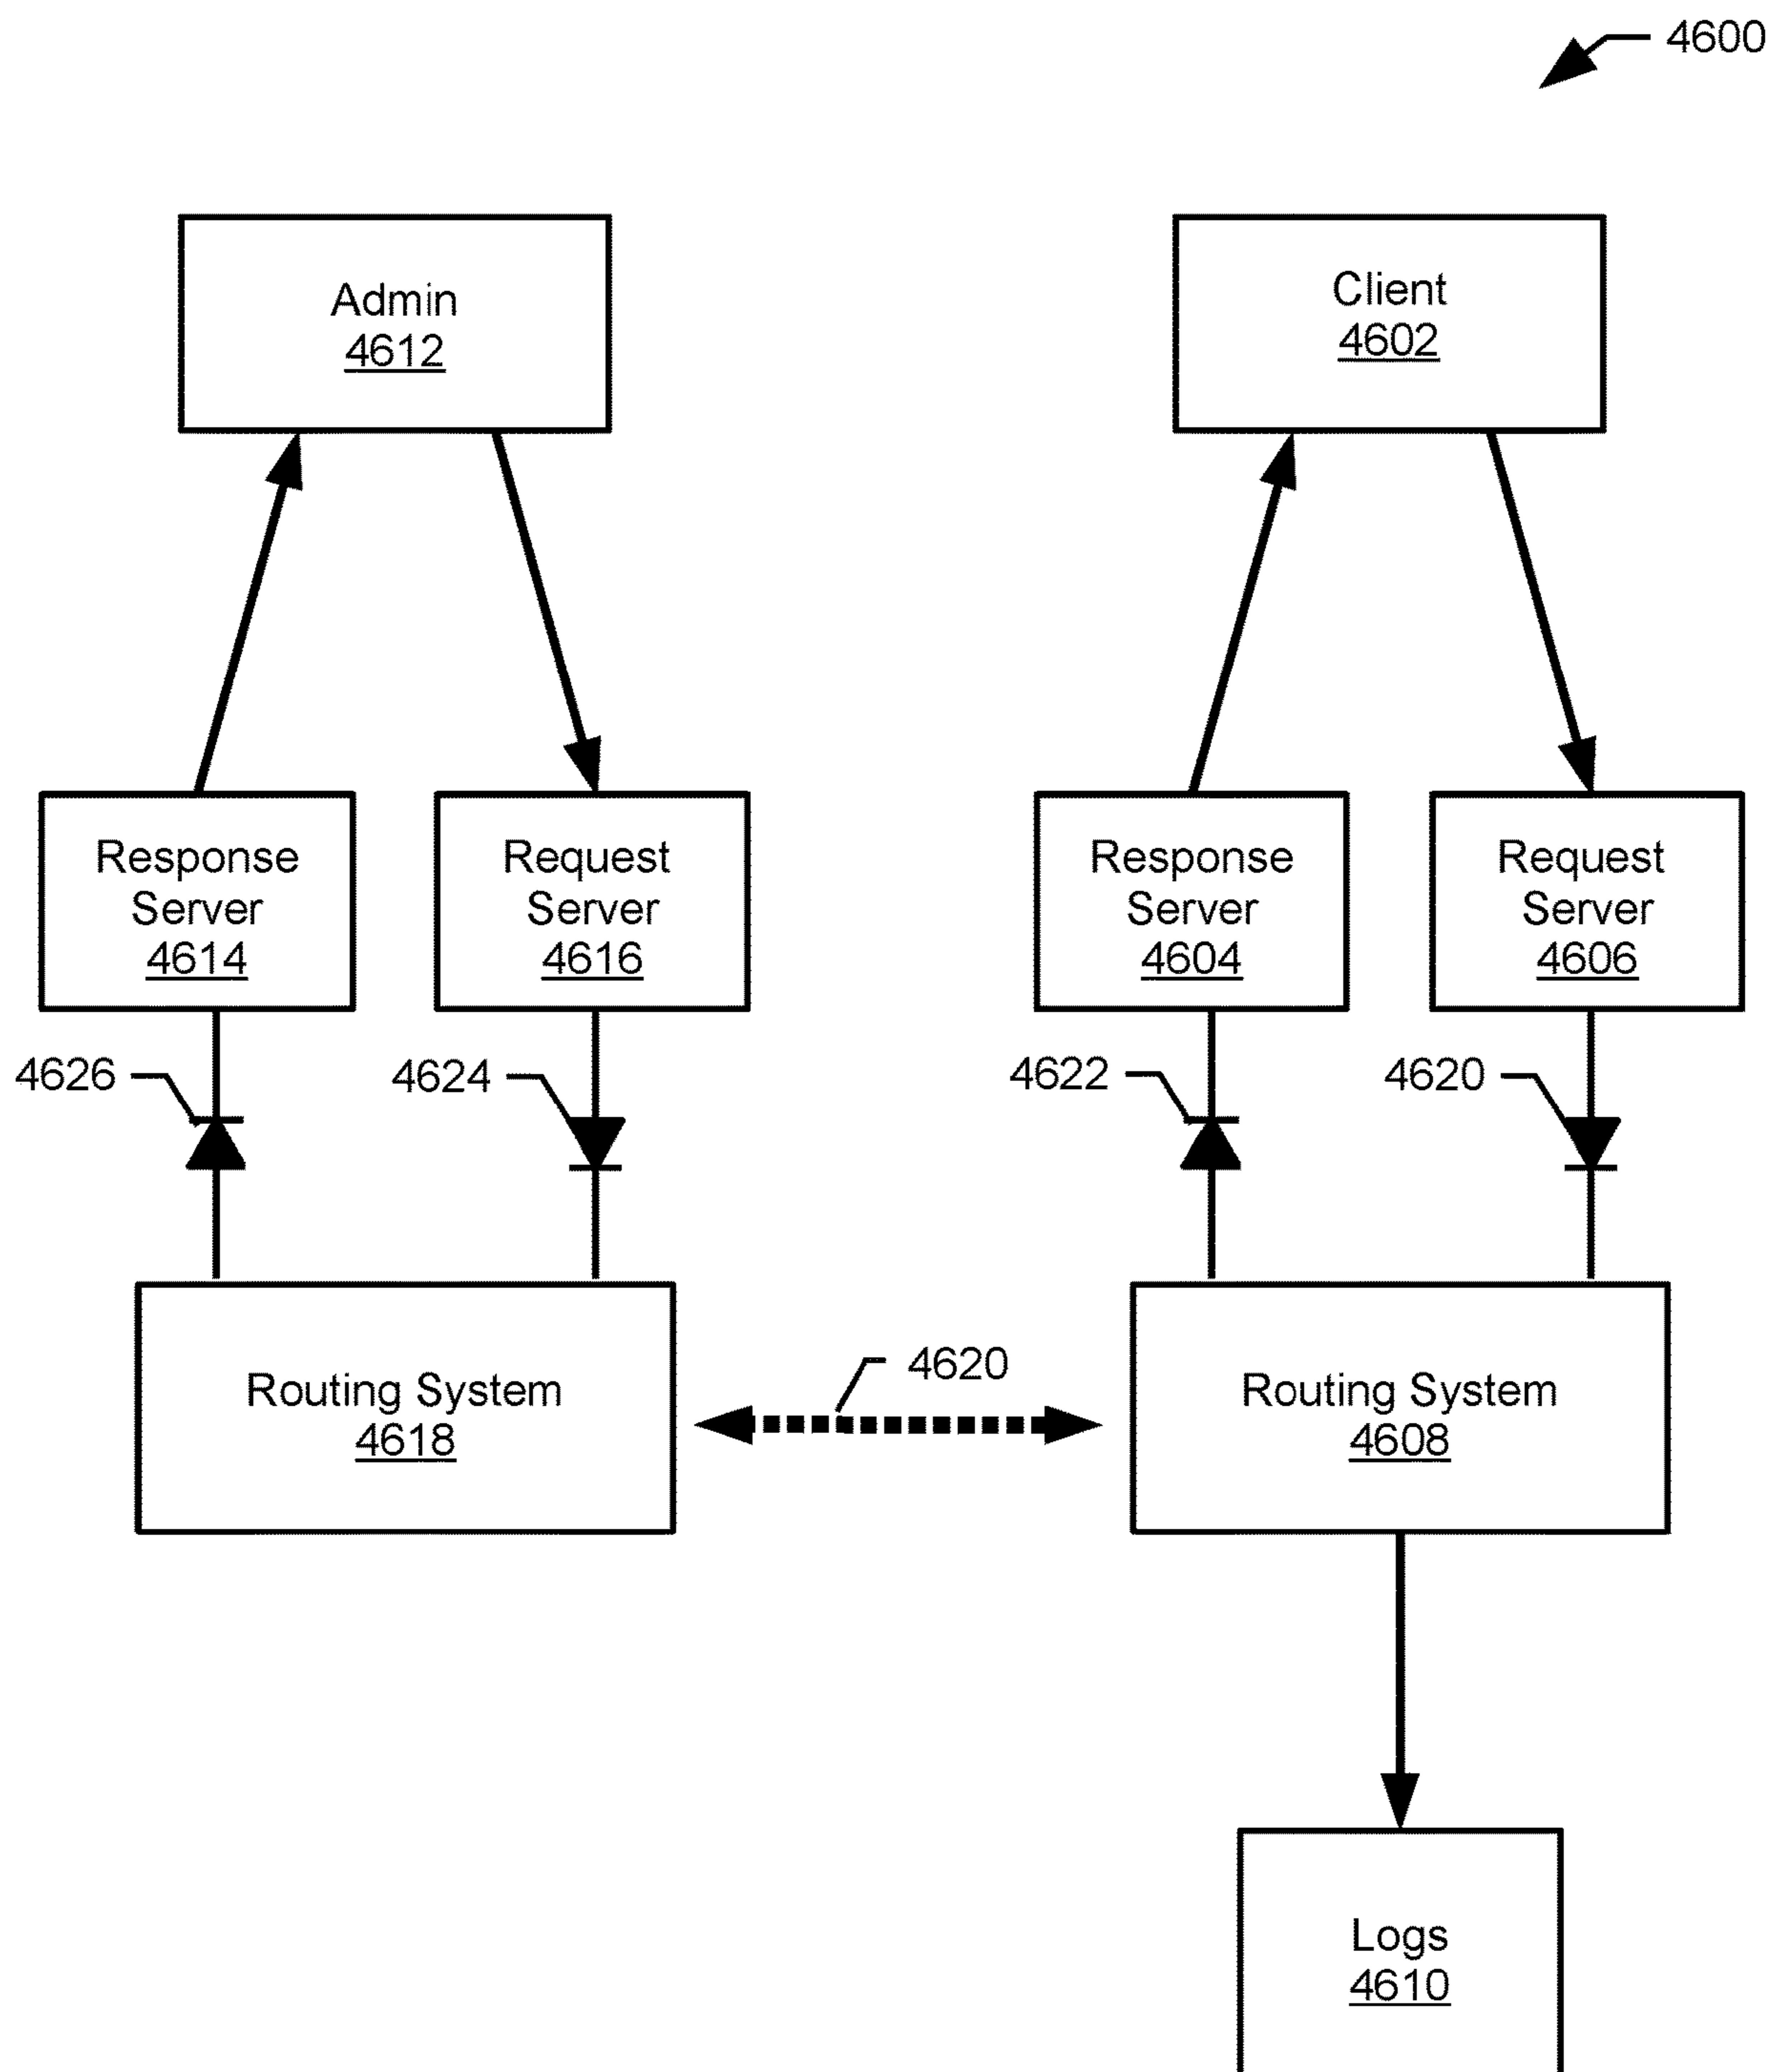 4600
Admin
4612
Client
4602
Response
Server
4614
Request
Server
4616
Response
Server
4604
Request
Server
4606
4626
4624
4622
4620
Routing System
4618
4620
Routing System
4608
Logs
4610